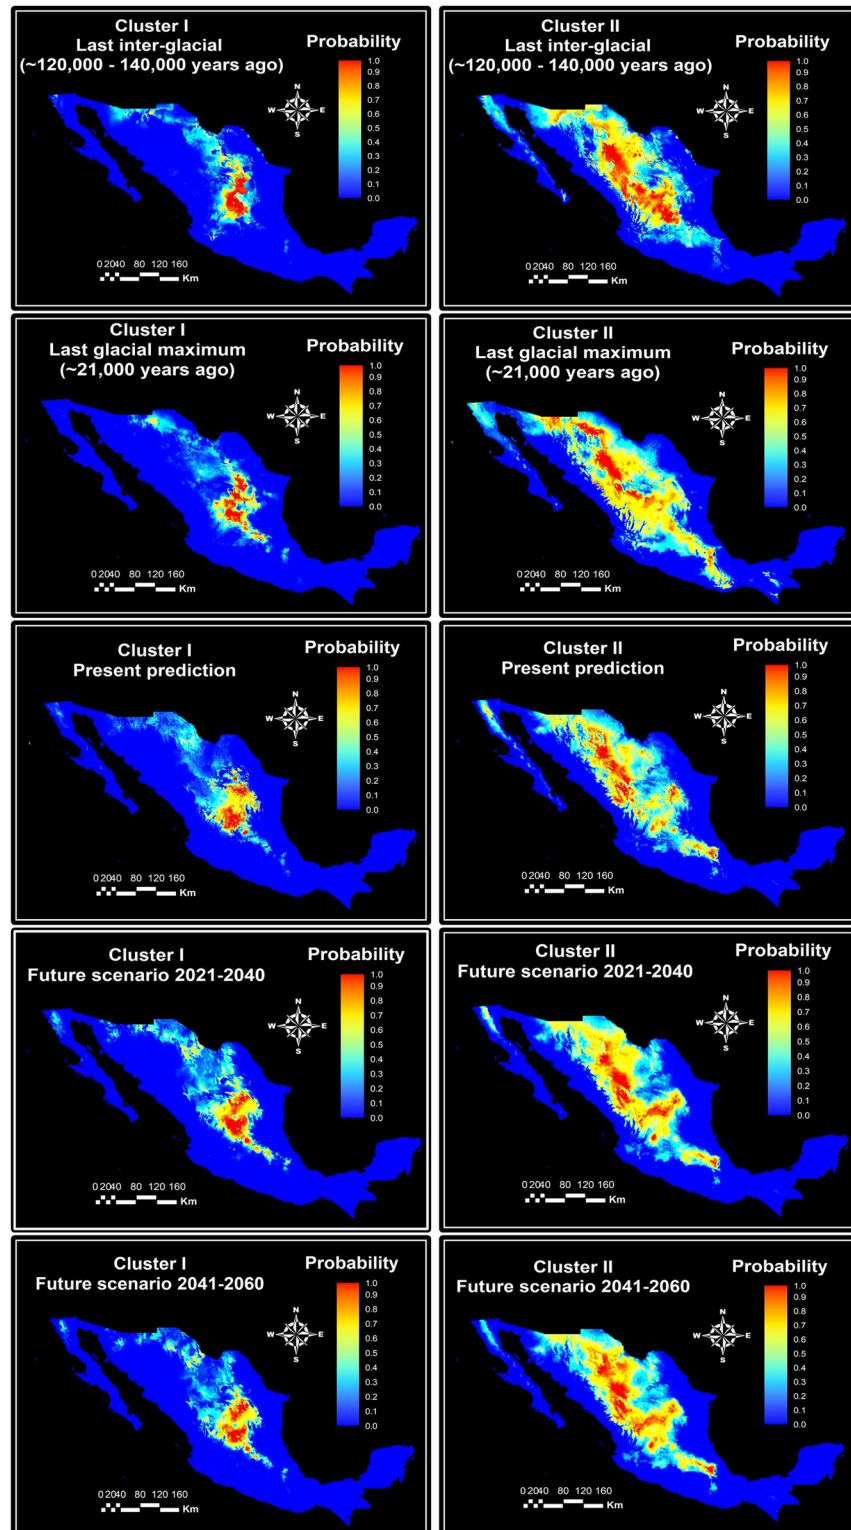 Cluster I
Last inter-glacial
(~120,000 - 140,000 years ago)
Probability
1.0
0.9
0.8
0.7
0.6
0.5
0.4
0.3
0.2
0.1
0.0
N
W E
S
0 20 40 80 120 160
Km
Cluster II
Last inter-glacial
(~120,000 - 140,000 years ago)
Probability
1.0
0.9
0.8
0.7
0.6
0.5
0.4
0.3
0.2
0.1
0.0
N
W E
S
0 20 40 80 120 160
Km
Cluster I
Last glacial maximum
(~21,000 years ago)
Probability
1.0
0.9
0.8
0.7
0.6
0.5
0.4
0.3
0.2
0.1
0.0
N
W E
S
0 20 40 80 120 160
Km
Cluster II
Last glacial maximum
(~21,000 years ago)
Probability
1.0
0.9
0.8
0.7
0.6
0.5
0.4
0.3
0.2
0.1
0.0
N
W E
S
0 20 40 80 120 160
Km
Cluster I
Present prediction
Probability
1.0
0.9
0.8
0.7
0.6
0.5
0.4
0.3
0.2
0.1
0.0
N
W E
S
0 20 40 80 120 160
Km
Cluster II
Present prediction
Probability
1.0
0.9
0.8
0.7
0.6
0.5
0.4
0.3
0.2
0.1
0.0
N
W E
S
0 20 40 80 120 160
Km
Cluster I
Future scenario 2021-2040
Probability
1.0
0.9
0.8
0.7
0.6
0.5
0.4
0.3
0.2
0.1
0.0
N
W E
S
0 20 40 80 120 160
Km
Cluster II
Future scenario 2021-2040
Probability
1.0
0.9
0.8
0.7
0.6
0.5
0.4
0.3
0.2
0.1
0.0
N
W E
S
0 20 40 80 120 160
Km
Cluster I
Future scenario 2041-2060
Probability
1.0
0.9
0.8
0.7
0.6
0.5
0.4
0.3
0.2
0.1
0.0
N
W E
S
0 20 40 80 120 160
Km
Cluster II
Future scenario 2041-2060
Probability
1.0
0.9
0.8
0.7
0.6
0.5
0.4
0.3
0.2
0.1
0.0
N
W E
S
0 20 40 80 120 160
Km